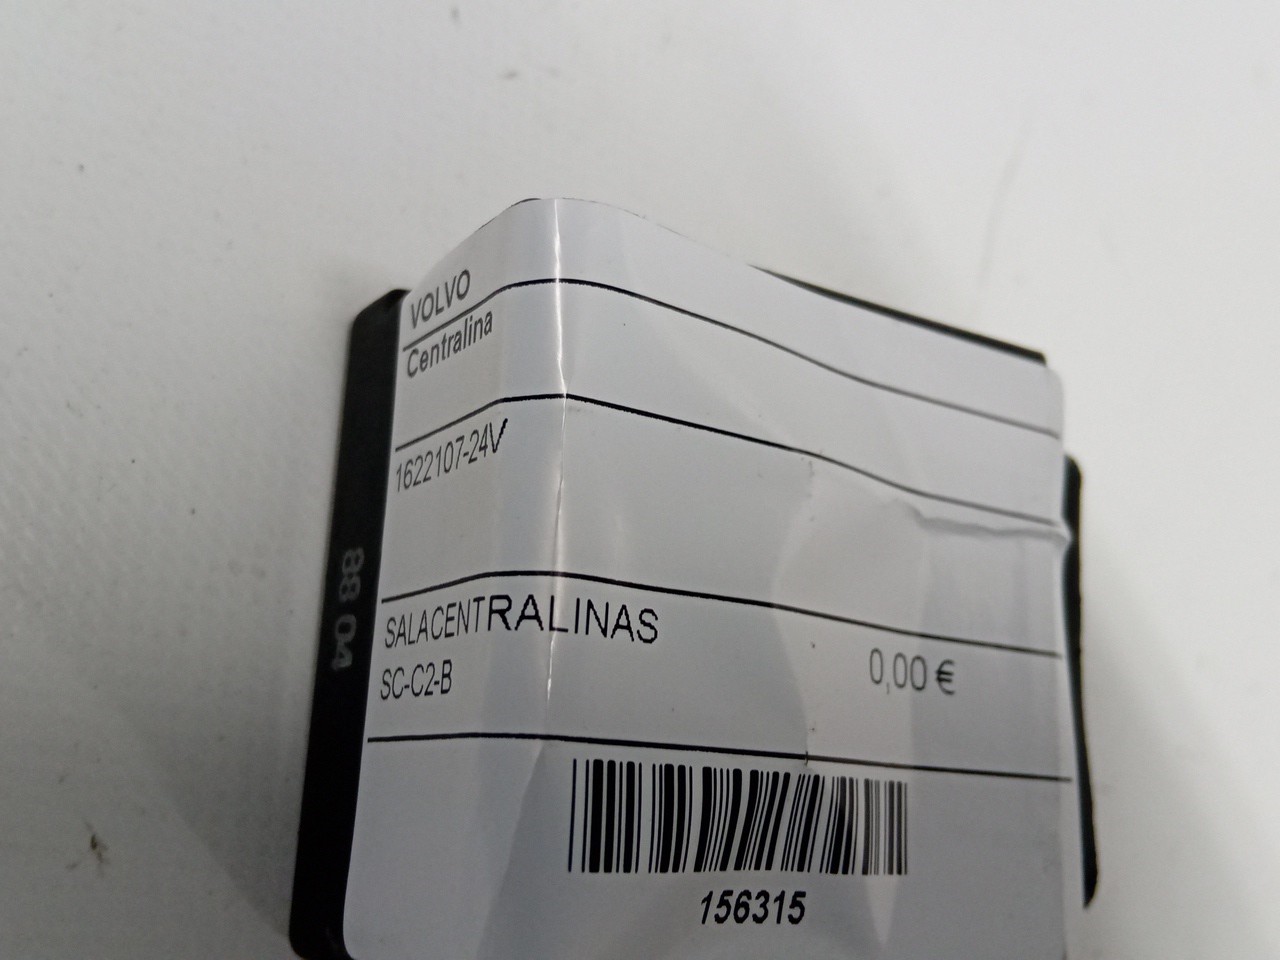 VOLVO
Centralina
1622107-24V
SALACENTRALINAS
SC-C2-B
0,00 €
156315
88 04